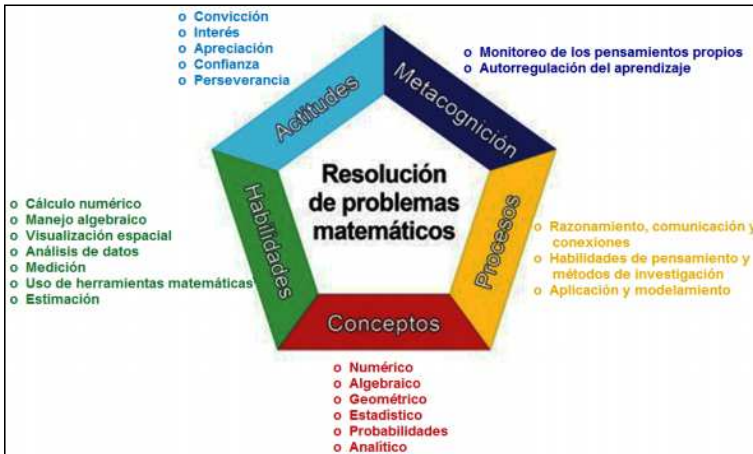 o Convicción
o Interés
o Apreciación
o Confianza
o Perseverancia
Actitudes
Metacognición
o Monitoreo de los pensamientos propios
o Autorregulación del aprendizaje
Resolución
de problemas
matemáticos
Habilidades
o Cálculo numérico
o Manejo algebraico
o Visualización espacial
o Análisis de datos
o Medición
o Uso de herramientas matemáticas
o Estimación
Procesos
o Razonamiento, comunicación y
conexiones
o Habilidades de pensamiento y
métodos de investigación
o Aplicación y modelamiento
Conceptos
o Numérico
o Algebraico
o Geométrico
o Estadístico
o Probabilidades
o Analítico